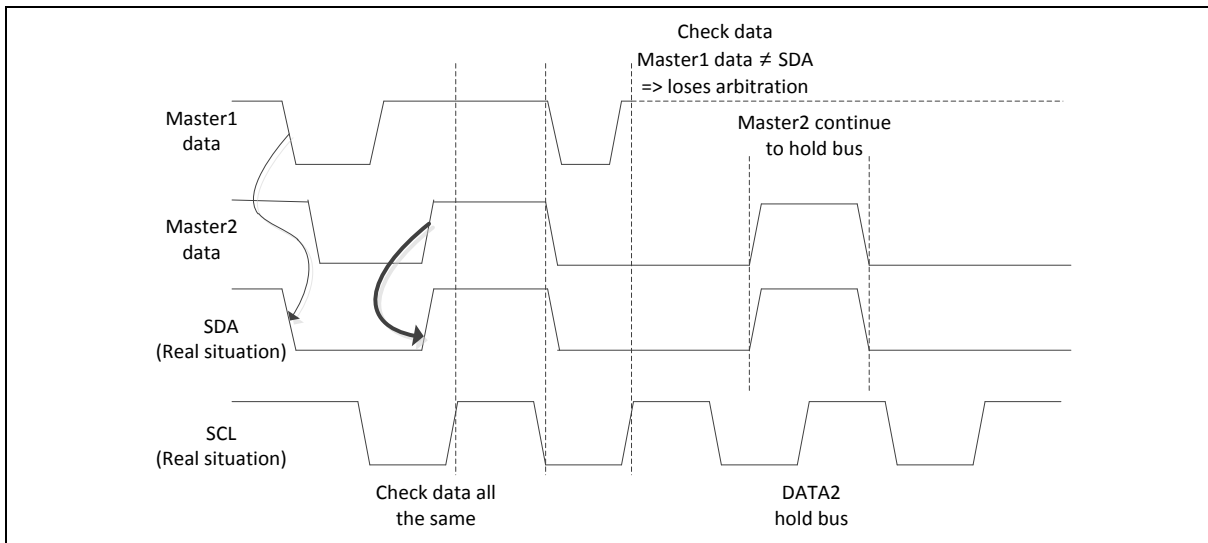 Check data
Master1 data ≠ SDA
=> loses arbitration
Master1
data
Master2 continue
to hold bus
Master2
data
SDA
(Real situation)
SCL
(Real situation)
Check data all
the same
DATA2
hold bus